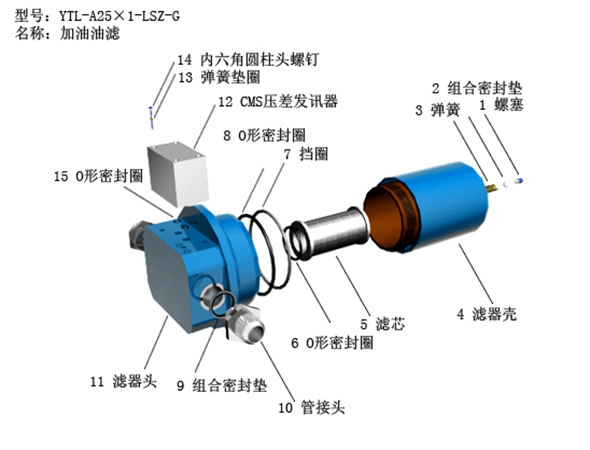 型号：YTL-A25×1-LSZ-G
名称：加油油滤
14 内六角圆柱头螺钉
13 弹簧垫圈
12 CMS压差发讯器
2 组合密封垫
1 螺塞
3 弹簧
8 O形密封圈
7 挡圈
15 O形密封圈
4 滤器壳
5 滤芯
6 O形密封圈
11 滤器头
9 组合密封垫
10 管接头